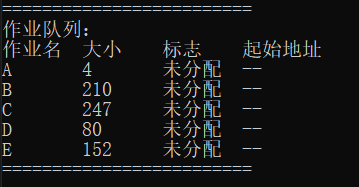 =========================
作业队列:
作业名 大小 标志 起始地址
A 4 未分配 --
B 210 未分配 --
C 247 未分配 --
D 80 未分配 --
E 152 未分配 --
=========================